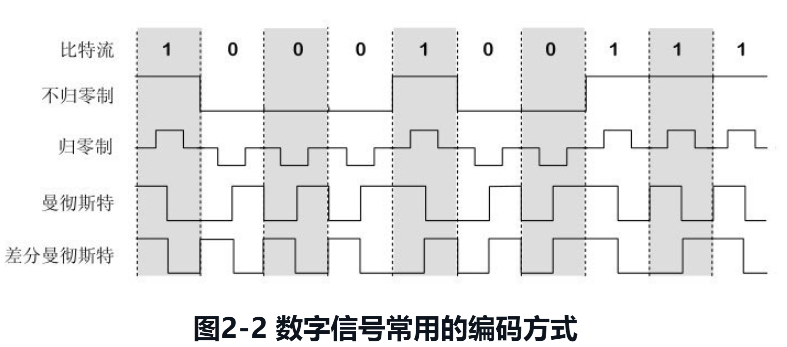 比特流 1 0 0 0 1 0 0 1 1 1
不归零制
归零制
曼彻斯特
差分曼彻斯特
图2-2 数字信号常用的编码方式